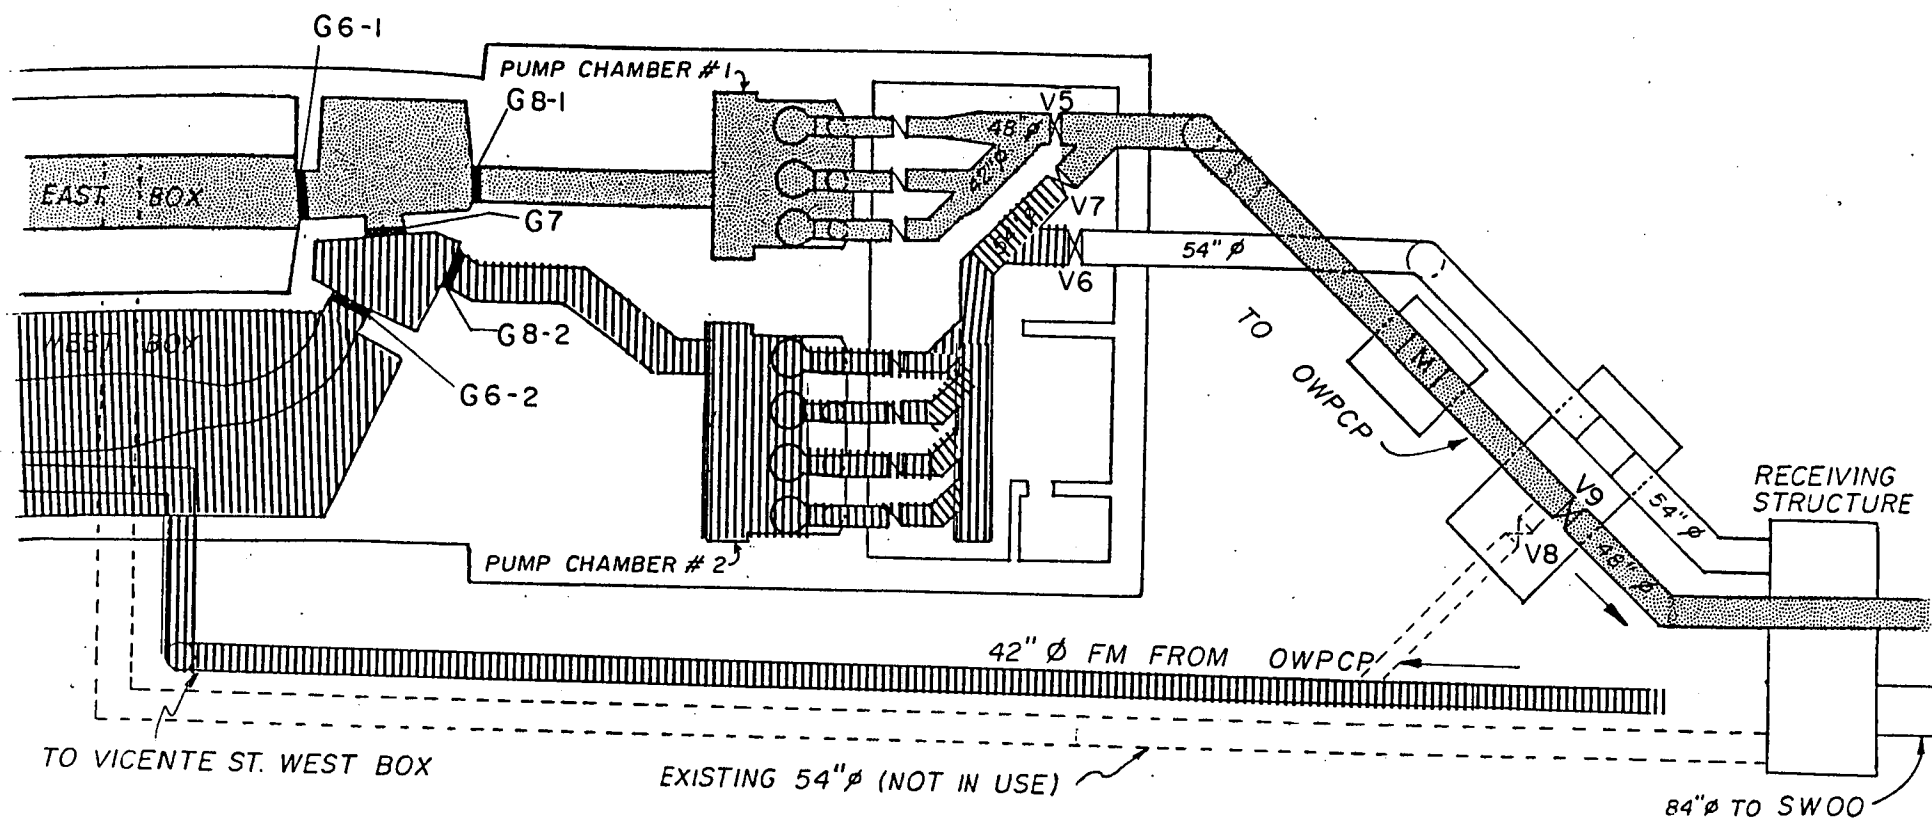 G6-1
PUMP CHAMBER #1
G8-1
V5
48"ø
42"ø
EAST BOX
G7
V7
54"ø
V6
54"ø
WEST BOX
G8-2
G6-2
TO OWPCP
M
RECEIVING
STRUCTURE
V9
54"ø
V8
48"ø
PUMP CHAMBER #2
42"ø FM FROM OWPCP
TO VICENTE ST. WEST BOX
EXISTING 54"ø (NOT IN USE)
84"ø TO SWOO